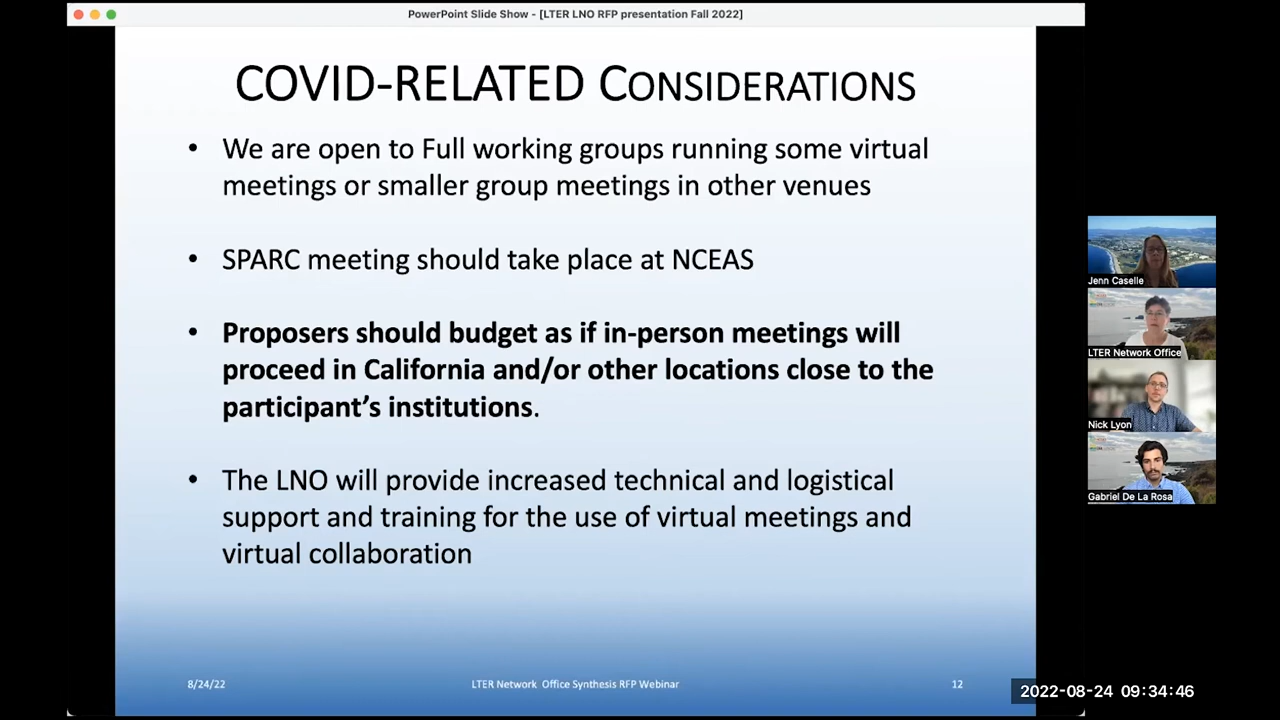 PowerPoint Slide Show - [LTER LNO RFP presentation Fall 2022]
COVID-RELATED CONSIDERATIONS
• We are open to Full working groups running some virtual
meetings or smaller group meetings in other venues
• SPARC meeting should take place at NCEAS
• Proposers should budget as if in-person meetings will
proceed in California and/or other locations close to the
participant’s institutions.
• The LNO will provide increased technical and logistical
support and training for the use of virtual meetings and
virtual collaboration
8/24/22
LTER Network Office Synthesis RFP Webinar
12
Jenn Caselle
LTER Network Office
Nick Lyon
Gabriel De La Rosa
2022-08-24 09:34:46